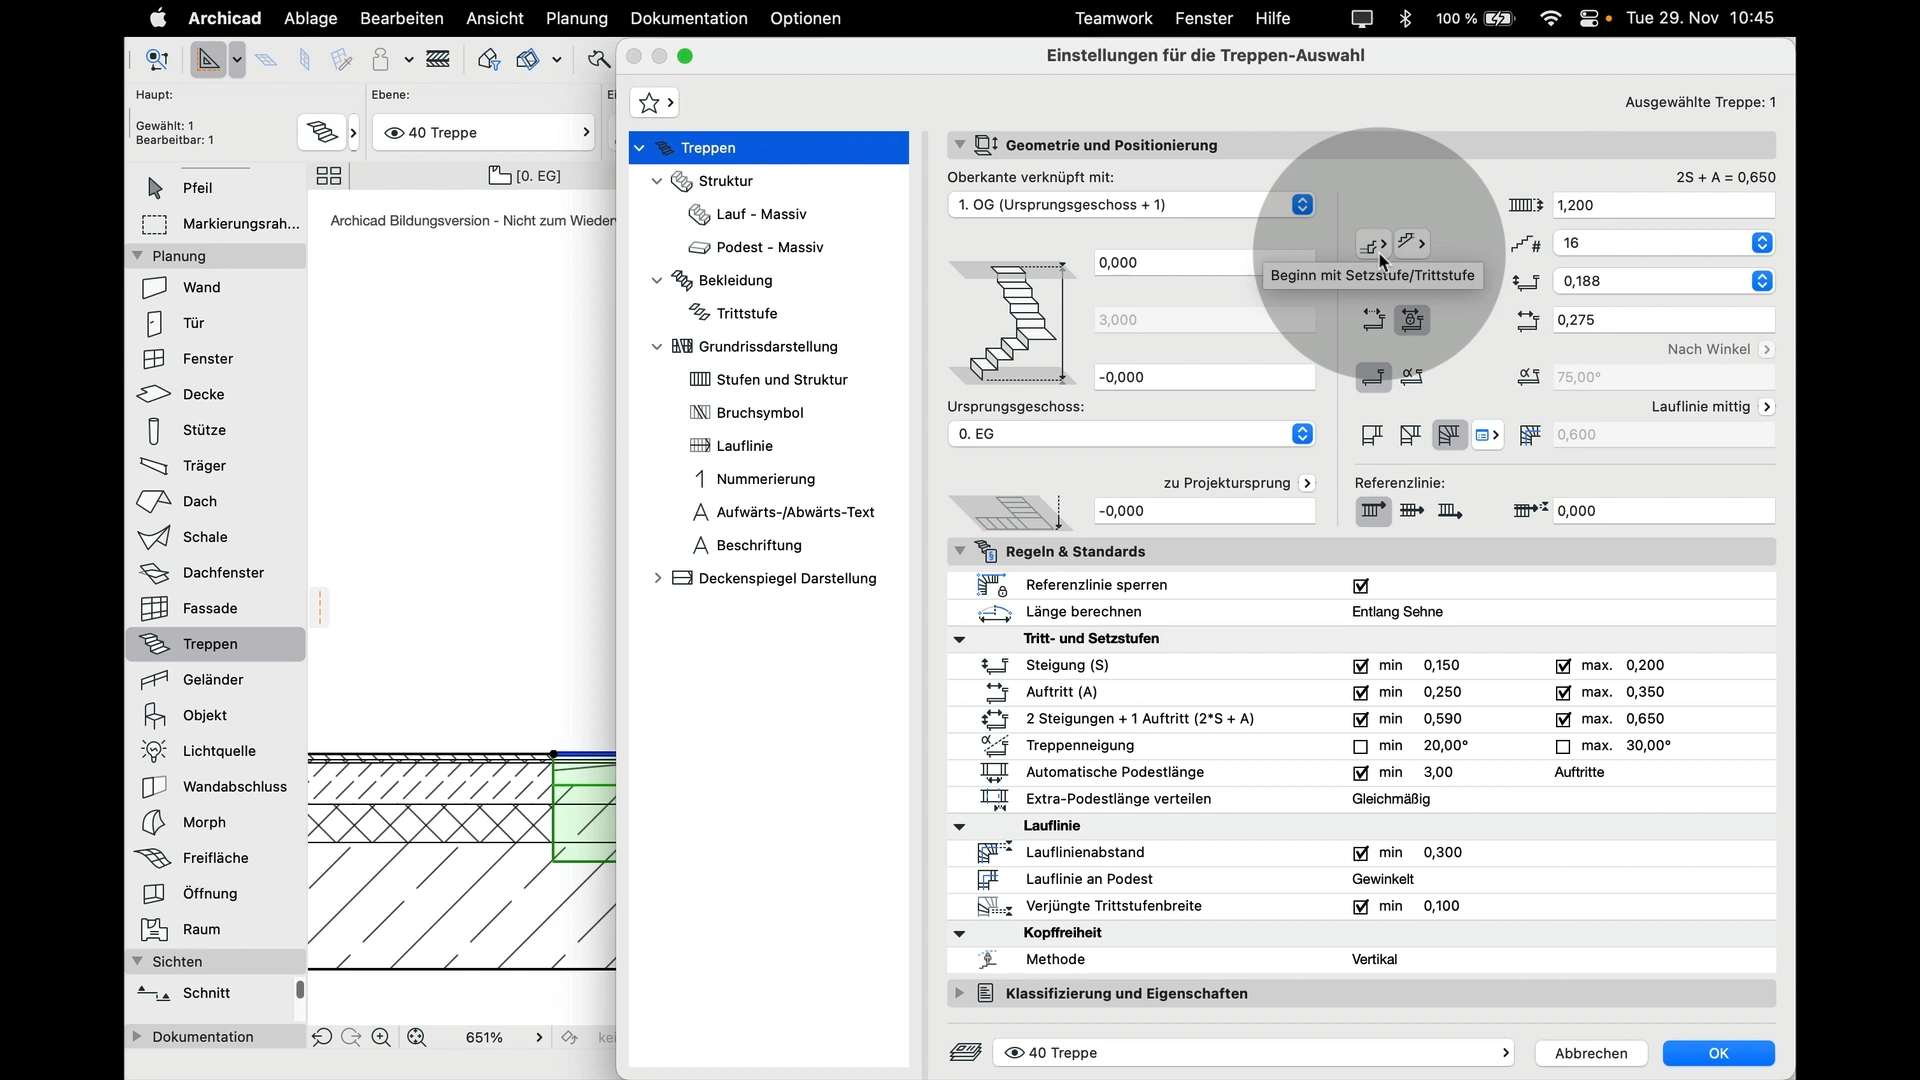 Archicad Ablage Bearbeiten Ansicht Planung Dokumentation Optionen Teamwork Fenster Hilfe 100 % Tue 29. Nov 10:45
Einstellungen für die Treppen-Auswahl
Haupt:
Gewählt: 1
Bearbeitbar: 1
Ebene:
40 Treppe
[0. EG]
Archicad Bildungsversion - Nicht zum
Pfeil
Markierungsrah...
Planung
Wand
Tür
Fenster
Decke
Stütze
Träger
Dach
Schale
Dachfenster
Fassade
Treppen
Geländer
Objekt
Lichtquelle
Wandabschluss
Morph
Freifläche
Öffnung
Raum
Sichten
Schnitt
Dokumentation
651%
Ausgewählte Treppe: 1
Treppen
Struktur
Lauf - Massiv
Podest - Massiv
Bekleidung
Trittstufe
Grundrissdarstellung
Stufen und Struktur
Bruchsymbol
Lauflinie
Nummerierung
Aufwärts-/Abwärts-Text
Beschriftung
Deckenspiegel Darstellung
Geometrie und Positionierung
Oberkante verknüpft mit:
1. OG (Ursprungsgeschoss + 1)
0,000
3,000
-0,000
Ursprungsgeschoss:
0. EG
zu Projektursprung
-0,000
2S + A = 0,650
1,200
16
Beginn mit Setzstufe/Trittstufe
0,188
0,275
Nach Winkel
75,00°
Lauflinie mittig
0,600
Referenzlinie:
0,000
Regeln & Standards
Referenzlinie sperren
Länge berechnen Entlang Sehne
Tritt- und Setzstufen
Steigung (S) min 0,150 max. 0,200
Auftritt (A) min 0,250 max. 0,350
2 Steigungen + 1 Auftritt (2*S + A) min 0,590 max. 0,650
Treppenneigung min 20,00° max. 30,00°
Automatische Podestlänge min 3,00 Auftritte
Extra-Podestlänge verteilen Gleichmäßig
Lauflinie
Lauflinienabstand min 0,300
Lauflinie an Podest Gewinkelt
Verjüngte Trittstufenbreite min 0,100
Kopffreiheit
Methode Vertikal
Klassifizierung und Eigenschaften
40 Treppe
Abbrechen
OK